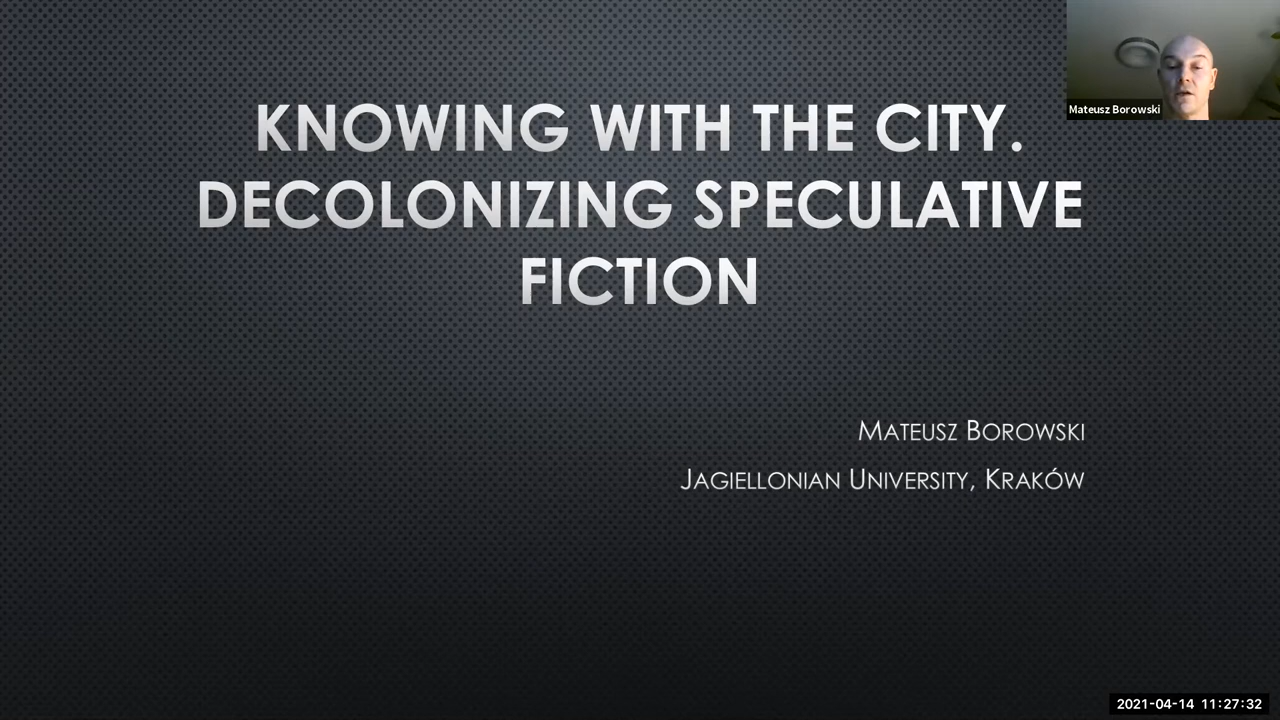 KNOWING WITH THE CITY.
DECOLONIZING SPECULATIVE
FICTION
Mateusz Borowski
MATEUSZ BOROWSKI
JAGIELLONIAN UNIVERSITY, KRAKÓW
2021-04-14 11:27:32